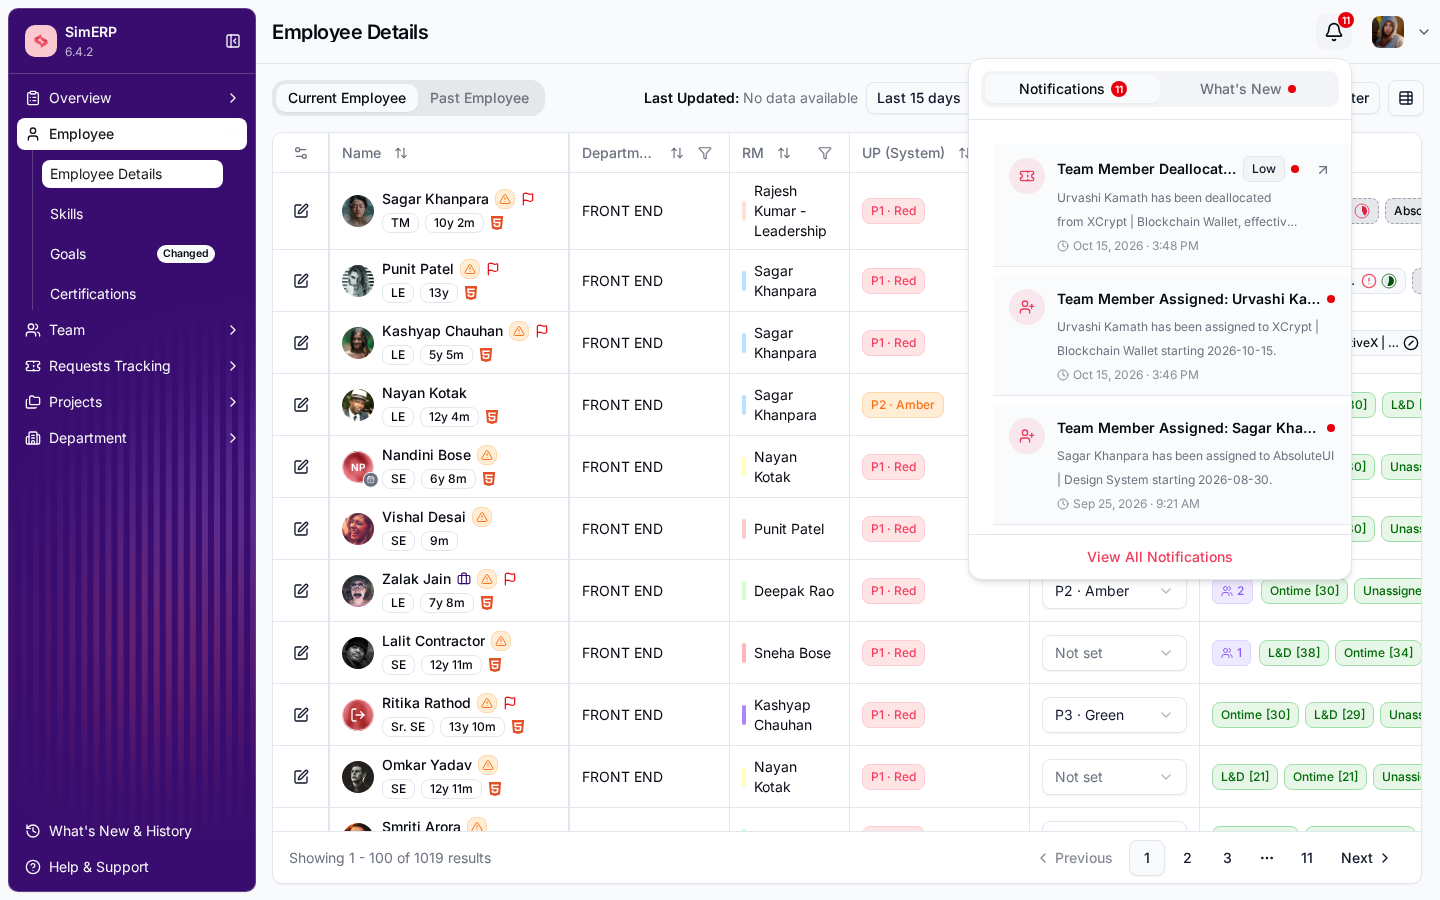 SimERP
6.4.2
Overview
Employee
Employee Details
Skills
Goals
Changed
Certifications
Team
Requests Tracking
Projects
Department
What's New & History
Help & Support
Employee Details
11
Current Employee
Past Employee
Last Updated: No data available
Last 15 days
Name
Departm...
RM
UP (System)
Sagar Khanpara
TM
10y 2m
FRONT END
Rajesh
Kumar -
Leadership
P1 · Red
Punit Patel
LE
13y
FRONT END
Sagar
Khanpara
P1 · Red
Kashyap Chauhan
LE
5y 5m
FRONT END
Sagar
Khanpara
P1 · Red
Nayan Kotak
LE
12y 4m
FRONT END
Sagar
Khanpara
P2 · Amber
NP
Nandini Bose
SE
6y 8m
FRONT END
Nayan
Kotak
P1 · Red
Vishal Desai
SE
9m
FRONT END
Punit Patel
P1 · Red
Zalak Jain
LE
7y 8m
FRONT END
Deepak Rao
P1 · Red
P2 · Amber
2
Ontime [30]
Unassigne
Lalit Contractor
SE
12y 11m
FRONT END
Sneha Bose
P1 · Red
Not set
1
L&D [38]
Ontime [34]
Ritika Rathod
Sr. SE
13y 10m
FRONT END
Kashyap
Chauhan
P1 · Red
P3 · Green
Ontime [30]
L&D [29]
Unass
Omkar Yadav
SE
12y 11m
FRONT END
Nayan
Kotak
P1 · Red
Not set
L&D [21]
Ontime [21]
Unassi
Smriti Arora
Showing 1 - 100 of 1019 results
Previous
1
2
3
···
11
Next
Notifications 11
What's New
Team Member Deallocat...
Low
Urvashi Kamath has been deallocated
from XCrypt | Blockchain Wallet, effectiv...
Oct 15, 2026 · 3:48 PM
Team Member Assigned: Urvashi Ka...
Urvashi Kamath has been assigned to XCrypt |
Blockchain Wallet starting 2026-10-15.
Oct 15, 2026 · 3:46 PM
Team Member Assigned: Sagar Kha...
Sagar Khanpara has been assigned to AbsoluteUI
| Design System starting 2026-08-30.
Sep 25, 2026 · 9:21 AM
View All Notifications